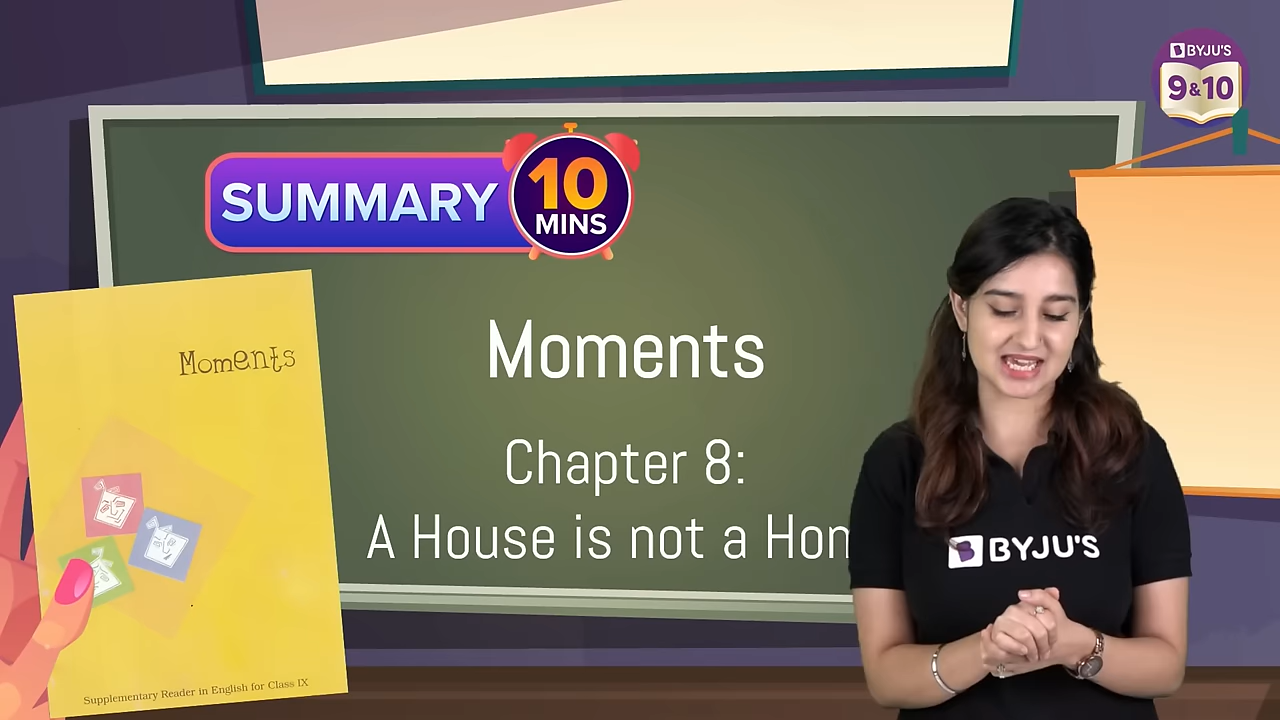 BYJU'S
9&10
SUMMARY
10
MINS
Moments
Moments
Chapter 8:
A House is not a Hom
BYJU'S
Supplementary Reader in English for Class IX